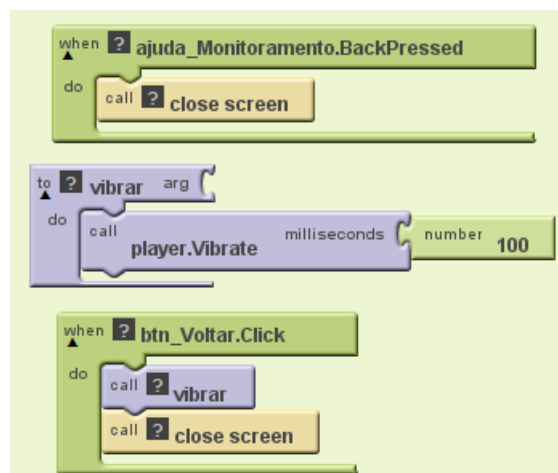 when ? ajuda_Monitoramento.BackPressed
do
call ? close screen
to ? vibrar arg
do
call player.Vibrate milliseconds number 100
when ? btn_Voltar.Click
do
call ? vibrar
call ? close screen